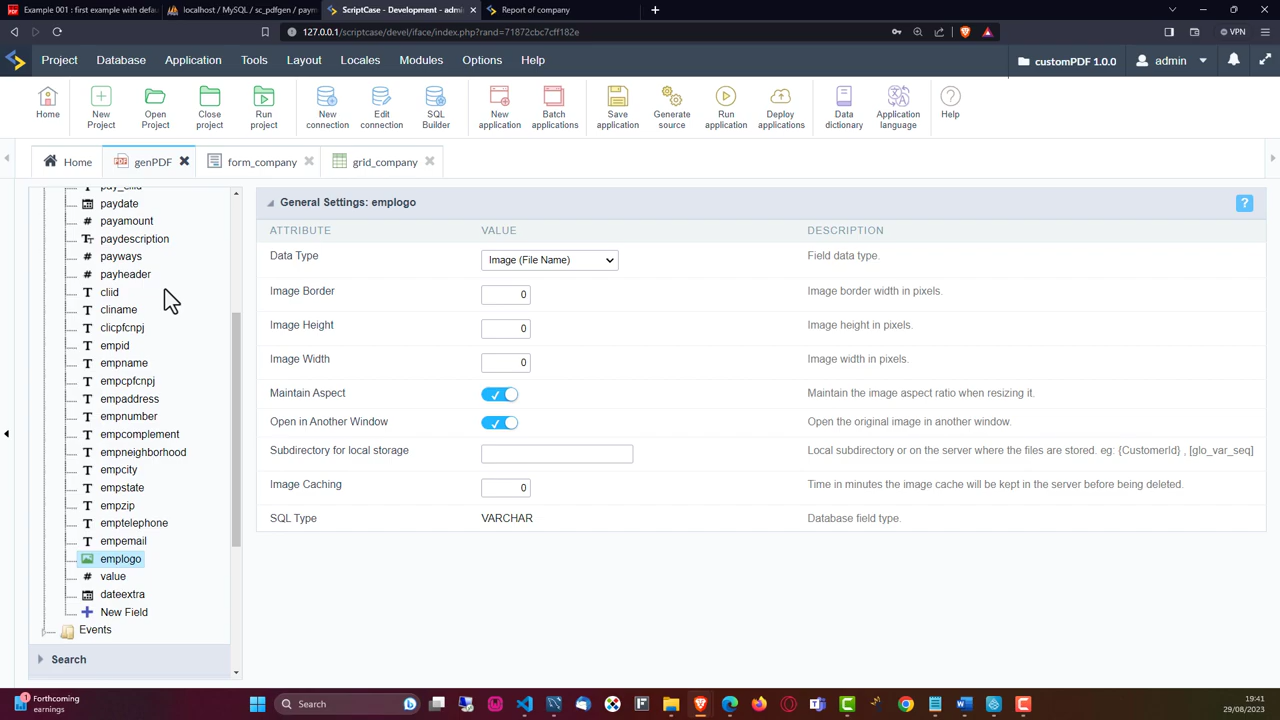 Example 001 : first example with defa
localhost / MySQL / sc_pdfgen / paym
ScriptCase - Development - admi
Report of company
127.0.0.1/scriptcase/devel/iface/index.php?rand=71872cbc7cff182e
VPN
Project Database Application Tools Layout Locales Modules Options Help
customPDF 1.0.0
admin
Home
New Project
Open Project
Close project
Run project
New connection
Edit connection
SQL Builder
New application
Batch applications
Save application
Generate source
Run application
Deploy applications
Data dictionary
Application language
Help
Home
genPDF
form_company
grid_company
paydate
payamount
paydescription
payways
payheader
cliid
cliname
clicpfcnpj
empid
empname
empcpfcnpj
empaddress
empnumber
empcomplement
empneighborhood
empcity
empstate
empzip
emptelephone
empemail
emplogo
value
dateextra
New Field
Events
Search
General Settings: emplogo
?
ATTRIBUTE VALUE DESCRIPTION
Data Type Image (File Name) Field data type.
Image Border 0 Image border width in pixels.
Image Height 0 Image height in pixels.
Image Width 0 Image width in pixels.
Maintain Aspect Maintain the image aspect ratio when resizing it.
Open in Another Window Open the original image in another window.
Subdirectory for local storage Local subdirectory or on the server where the files are stored. eg: {CustomerId} , [glo_var_seq]
Image Caching 0 Time in minutes the image cache will be kept in the server before being deleted.
SQL Type VARCHAR Database field type.
1
Forthcoming
earnings
Search
19:41
29/08/2023